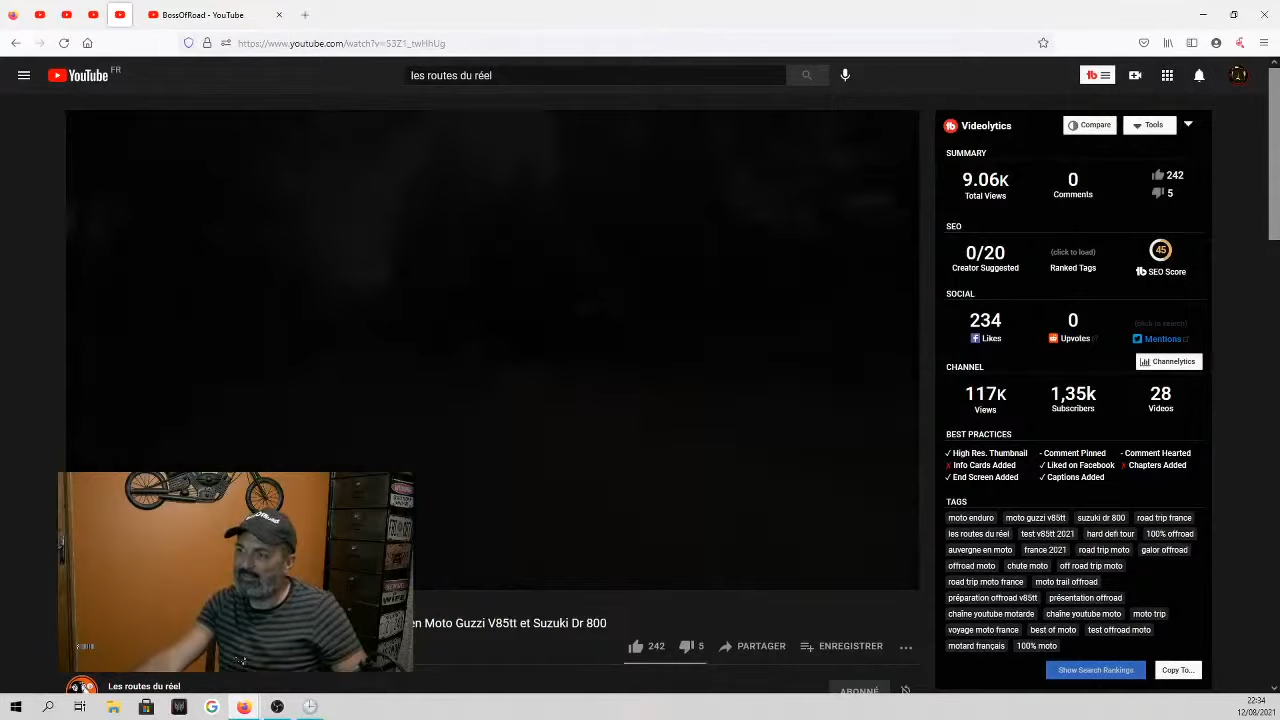 BossOfRoad - YouTube
https://www.youtube.com/watch?v=S3Z1_twHhUg
YouTube FR
les routes du réel
Videolytics
Compare
Tools
SUMMARY
9.06K
Total Views
0
Comments
242
5
SEO
0/20
Creator Suggested
(click to load)
Ranked Tags
45
SEO Score
SOCIAL
234
Likes
0
Upvotes
(click to search)
Mentions
CHANNEL
Channelytics
117K
Views
1,35k
Subscribers
28
Videos
BEST PRACTICES
✓ High Res. Thumbnail
- Comment Pinned
- Comment Hearted
✗ Info Cards Added
✓ Liked on Facebook
✗ Chapters Added
✓ End Screen Added
✓ Captions Added
TAGS
moto enduro moto guzzi v85tt suzuki dr 800 road trip france
les routes du réel test v85tt 2021 hard defi tour 100% offroad
auvergne en moto france 2021 road trip moto galor offroad
offroad moto chute moto off road trip moto
road trip moto france moto trail offroad
préparation offroad v85tt présentation offroad
chaîne youtube motarde chaîne youtube moto moto trip
voyage moto france best of moto test offroad moto
motard français 100% moto
Show Search Rankings
Copy To...
en Moto Guzzi V85tt et Suzuki Dr 800
242
5
PARTAGER
ENREGISTRER
Les routes du réel
ABONNÉ
22:34
12/08/2021